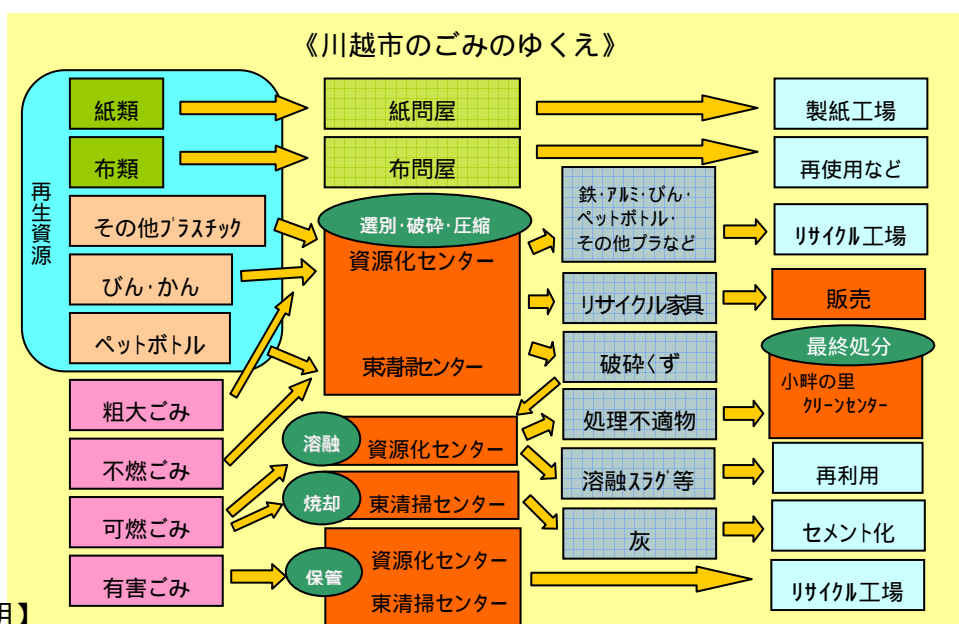 《川越市のごみのゆくえ》
再生資源
紙類
紙問屋
製紙工場
布類
布問屋
再使用など
その他プラスチック
びん・かん
ペットボトル
選別・破砕・圧縮
資源化センター
東清掃センター
鉄・アルミ・びん・
ペットボトル・
その他プラなど
リサイクル工場
リサイクル家具
販売
破砕くず
最終処分
小畔の里
クリーンセンター
粗大ごみ
不燃ごみ
可燃ごみ
有害ごみ
溶融
資源化センター
処理不適物
溶融スラグ等
再利用
焼却
東清掃センター
灰
セメント化
保管
資源化センター
東清掃センター
リサイクル工場
明】